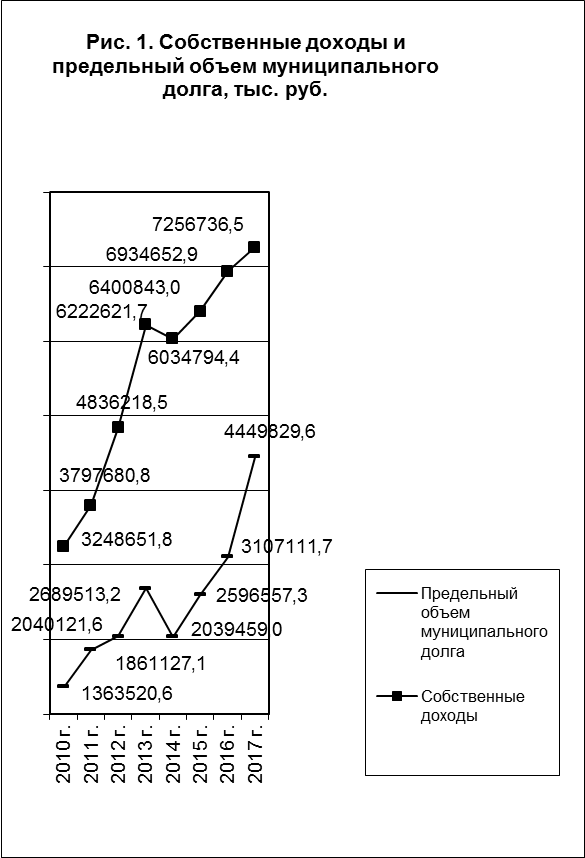 Рис. 1. Собственные доходы и
предельный объем муниципального
долга, тыс. руб.
7256736,5
6934652,9
6400843,0
6222621,7
6034794,4
4836218,5
4449829,6
3797680,8
3248651,8
3107111,7
2689513,2
2596557,3
2040121,6
2039459,0
1861127,1
1363520,6
2010 г.
2011 г.
2012 г.
2013 г.
2014 г.
2015 г.
2016 г.
2017 г.
Предельный
объем
муниципального
долга
Собственные
доходы